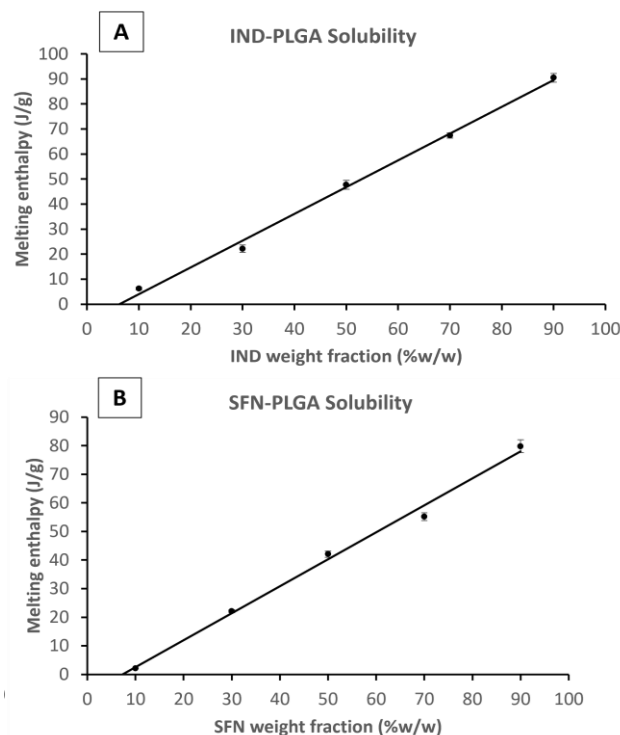 A
IND-PLGA Solubility
Melting enthalpy (J/g)
100
90
80
70
60
50
40
30
20
10
0
0 10 20 30 40 50 60 70 80 90 100
IND weight fraction (%w/w)
B
SFN-PLGA Solubility
Melting enthalpy (J/g)
90
80
70
60
50
40
30
20
10
0
0 10 20 30 40 50 60 70 80 90 100
SFN weight fraction (%w/w)